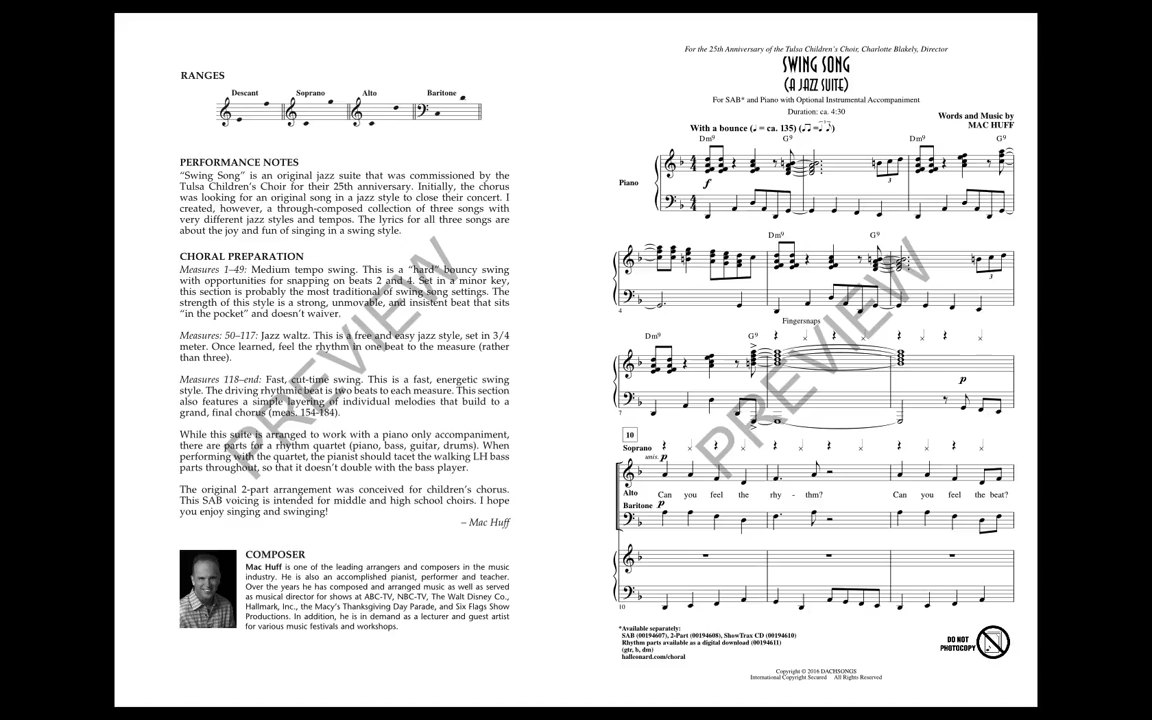 RANGES
Descant Soprano Alto Baritone
PERFORMANCE NOTES
"Swing Song" is an original jazz suite that was commissioned by the
Tulsa Children's Choir for their 25th anniversary. Initially, the chorus
was looking for an original song in a jazz style to close their concert. I
created, however, a through-composed collection of three songs with
very different jazz styles and tempos. The lyrics for all three songs are
about the joy and fun of singing in a swing style.
CHORAL PREPARATION
Measures 1–49: Medium tempo swing. This is a "hard" bouncy swing
with opportunities for snapping on beats 2 and 4. Set in a minor key,
this section is probably the most traditional of swing song settings. The
strength of this style is a strong, unmovable, and insistent beat that sits
"in the pocket" and doesn't waiver.
Measures: 50–117: Jazz waltz. This is a free and easy jazz style, set in 3/4
meter. Once learned, feel the rhythm in one beat to the measure (rather
than three).
Measures 118–end: Fast, cut-time swing. This is a fast, energetic swing
style. The driving rhythmic beat is two beats to each measure. This section
also features a simple layering of individual melodies that build to a
grand, final chorus (meas. 154-184).
While this suite is arranged to work with a piano only accompaniment,
there are parts for a rhythm quartet (piano, bass, guitar, drums). When
performing with the quartet, the pianist should tacet the walking LH bass
parts throughout, so that it doesn't double with the bass player.
The original 2-part arrangement was conceived for children's chorus.
This SAB voicing is intended for middle and high school choirs. I hope
you enjoy singing and swinging!
– Mac Huff
COMPOSER
Mac Huff is one of the leading arrangers and composers in the music
industry. He is also an accomplished pianist, performer and teacher.
Over the years he has composed and arranged music as well as served
as musical director for shows at ABC-TV, NBC-TV, The Walt Disney Co.,
Hallmark, Inc., the Macy's Thanksgiving Day Parade, and Six Flags Show
Productions. In addition, he is in demand as a lecturer and guest artist
for various music festivals and workshops.
PREVIEW
For the 25th Anniversary of the Tulsa Children's Choir, Charlotte Blakely, Director
SWING SONG
(A JAZZ SUITE)
For SAB* and Piano with Optional Instrumental Accompaniment
Duration: ca. 4:30
Words and Music by
MAC HUFF
With a bounce (♩ = ca. 135) (♫ = ♩ ♪)
Dm9 G9 Dm9 G9
Piano
f
3
Dm9 G9
3
4
Fingersnaps
Dm9 G9
p
7
10
Soprano
unis. p
Alto
Can you feel the rhy - thm? Can you feel the beat?
Baritone p
10
*Available separately:
SAB (00194607), 2-Part (00194608), ShowTrax CD (00194610)
Rhythm parts available as a digital download (00194611)
(gtr, b, dm)
halleonard.com/choral
DO NOT
PHOTOCOPY
Copyright © 2016 DACHSONGS
International Copyright Secured All Rights Reserved
PREVIEW